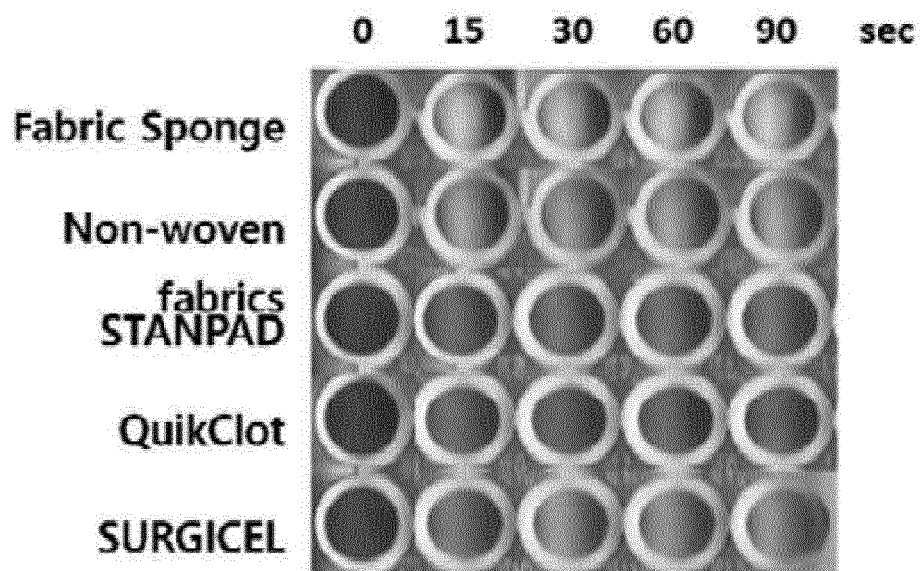 0 15 30 60 90 sec
Fabric Sponge
Non-woven
fabrics
STANPAD
QuikClot
SURGICEL